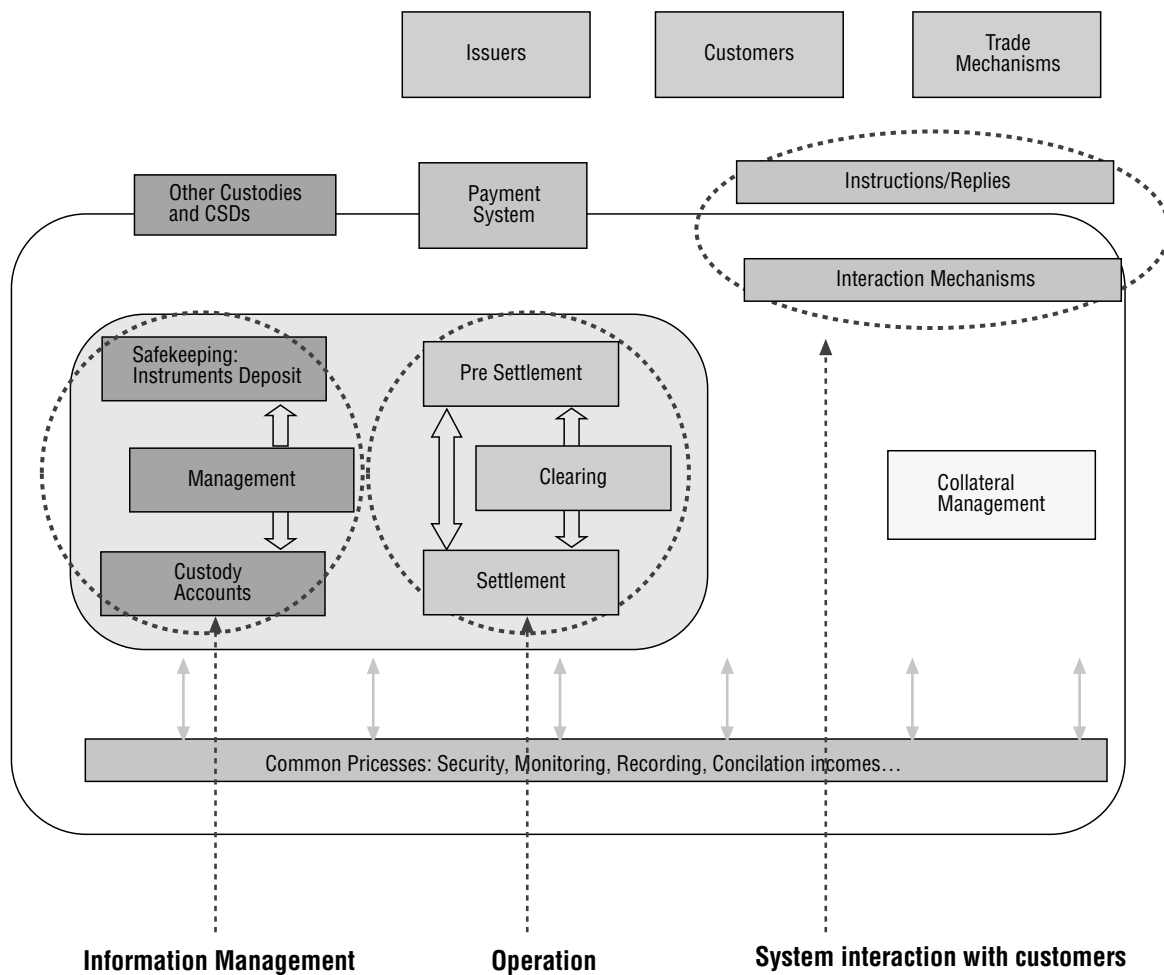 Issuers
Customers
Trade
Mechanisms
Other Custodies
and CSDs
Payment
System
Instructions/Replies
Interaction Mechanisms
Safekeeping:
Instruments Deposit
Pre Settlement
Management
Clearing
Collateral
Management
Custody
Accounts
Settlement
Common Pricesses: Security, Monitoring, Recording, Concilation incomes…
Information Management
Operation
System interaction with customers